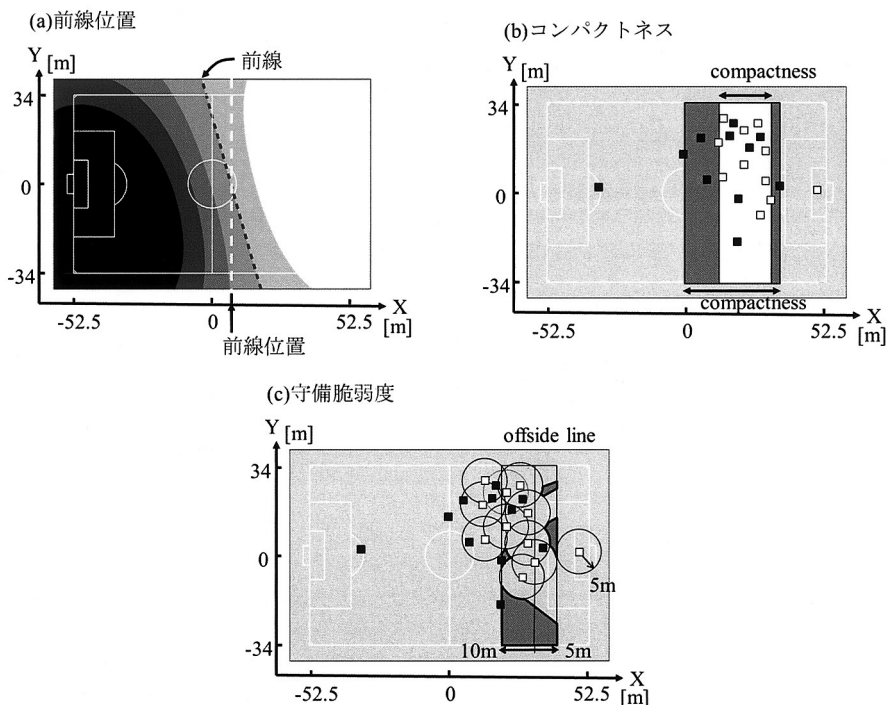 (a)前線位置
Y [m]
前線
34
0
-34
-52.5
0
52.5
X
[m]
前線位置
(b)コンパクトネス
Y [m]
compactness
34
0
-34
compactness
-52.5
0
52.5
X
[m]
(c)守備脆弱度
Y [m]
offside line
34
0
-34
5m
10m
5m
-52.5
0
52.5
X
[m]